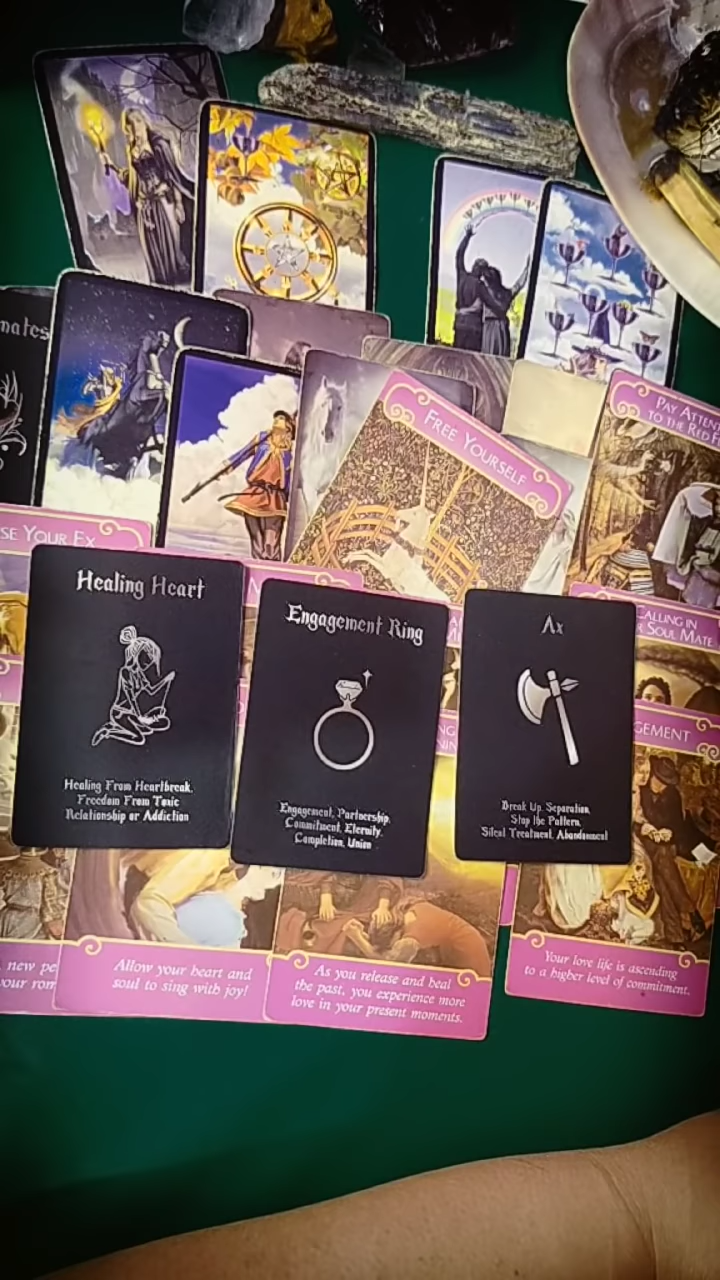 mates
FREE YOURSELF
PAY
TO THE RED
YOUR EX
CALLING IN
SOUL MATE
Healing Heart
Engagement Ring
Ax
Healing From Heartbreak,
Freedom From Toxic
Relationship or Addiction
Engagement, Partnership,
Commitment, Eternity,
Completion, Union
Break Up, Separation,
Stop the Pattern,
Silent Treatment, Abandonment
new
your
Allow your heart and
soul to sing with joy!
As you release and heal
the past, you experience more
love in your present moments.
Your love life is ascending
to a higher level of commitment.